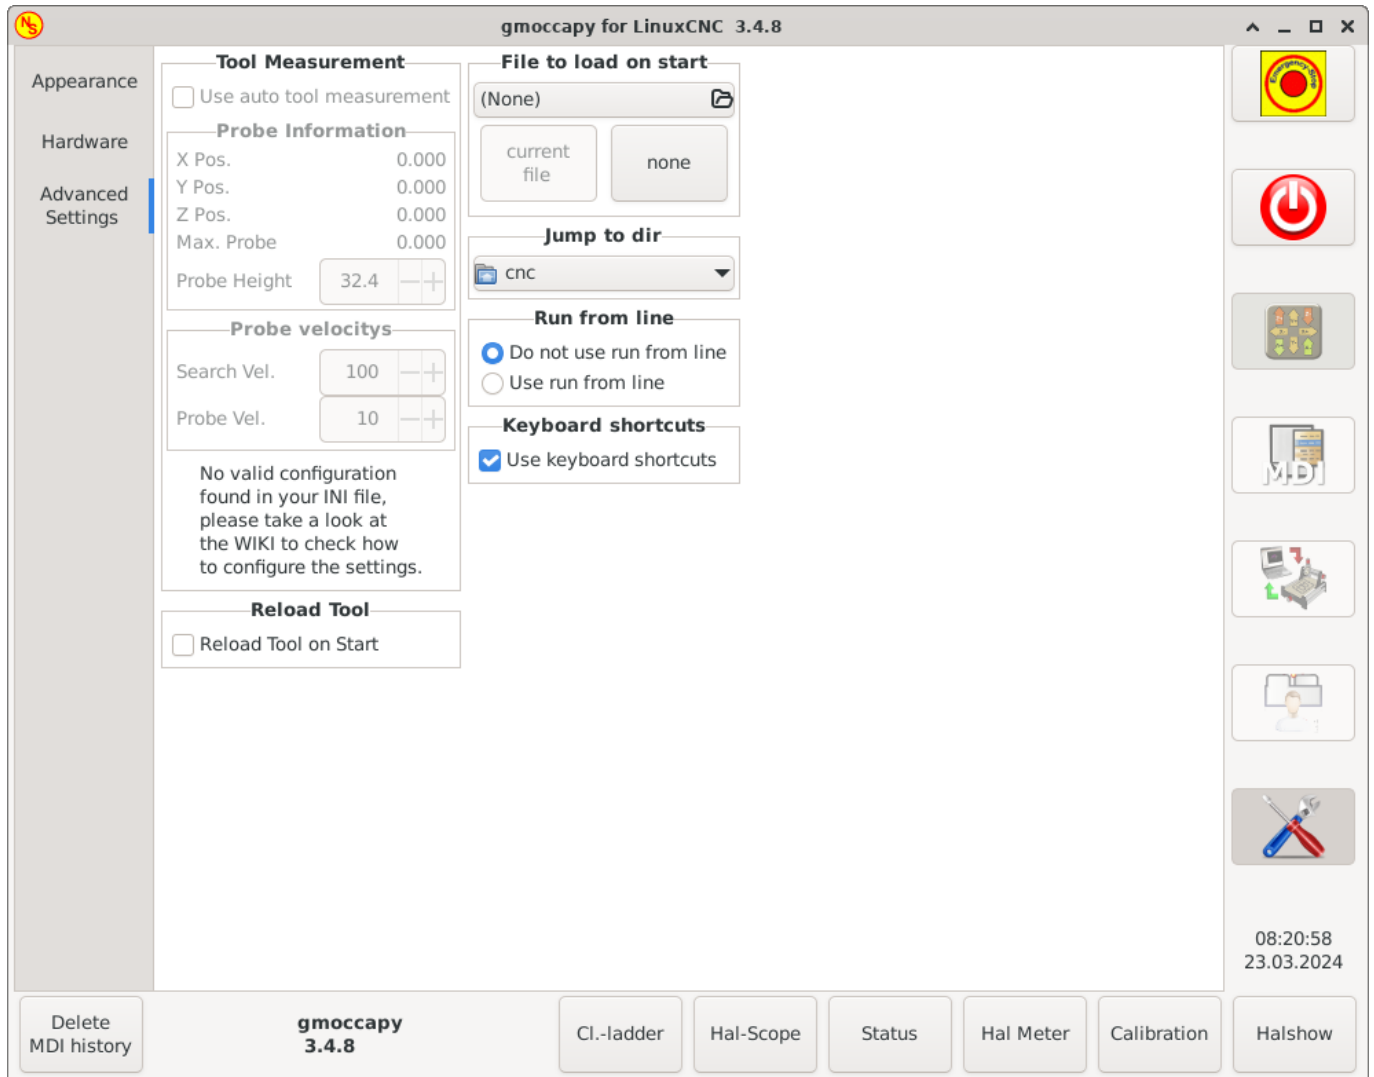 NS
gmoccapy for LinuxCNC 3.4.8
Appearance
Hardware
Advanced
Settings
Tool Measurement
Use auto tool measurement
Probe Information
X Pos. 0.000
Y Pos. 0.000
Z Pos. 0.000
Max. Probe 0.000
Probe Height 32.4
Probe velocitys
Search Vel. 100
Probe Vel. 10
No valid configuration
found in your INI file,
please take a look at
the WIKI to check how
to configure the settings.
Reload Tool
Reload Tool on Start
File to load on start
(None)
current
file
none
Jump to dir
cnc
Run from line
Do not use run from line
Use run from line
Keyboard shortcuts
Use keyboard shortcuts
Emergency-Stop
MDI
08:20:58
23.03.2024
Delete
MDI history
gmoccapy
3.4.8
Cl.-ladder
Hal-Scope
Status
Hal Meter
Calibration
Halshow